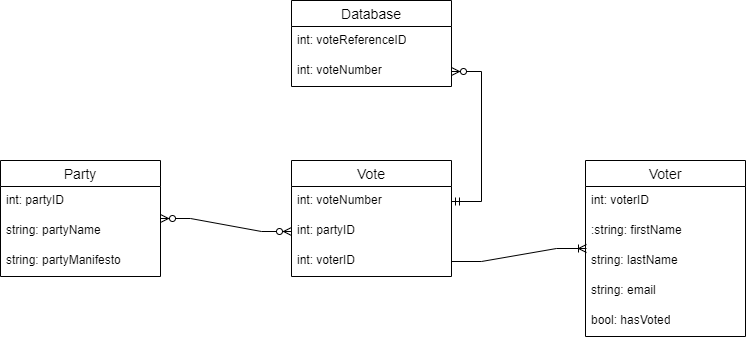 Database
int: voteReferenceID
int: voteNumber
Party
int: partyID
string: partyName
string: partyManifesto
Vote
int: voteNumber
int: partyID
int: voterID
Voter
int: voterID
:string: firstName
string: lastName
string: email
bool: hasVoted